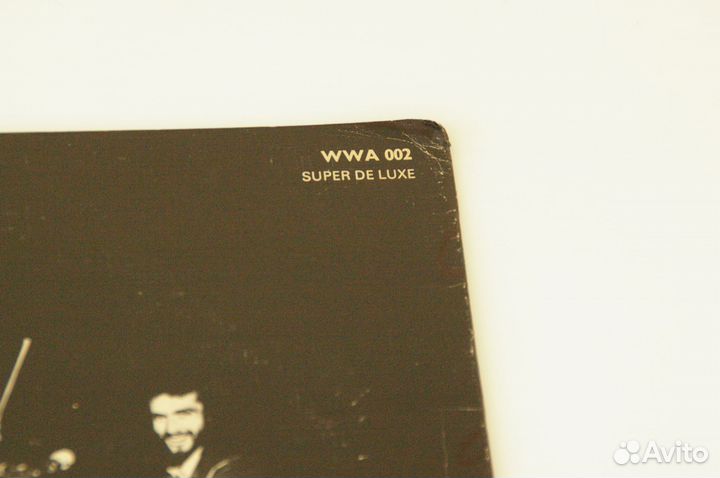 WWA 002
SUPER DE LUXE
Avito